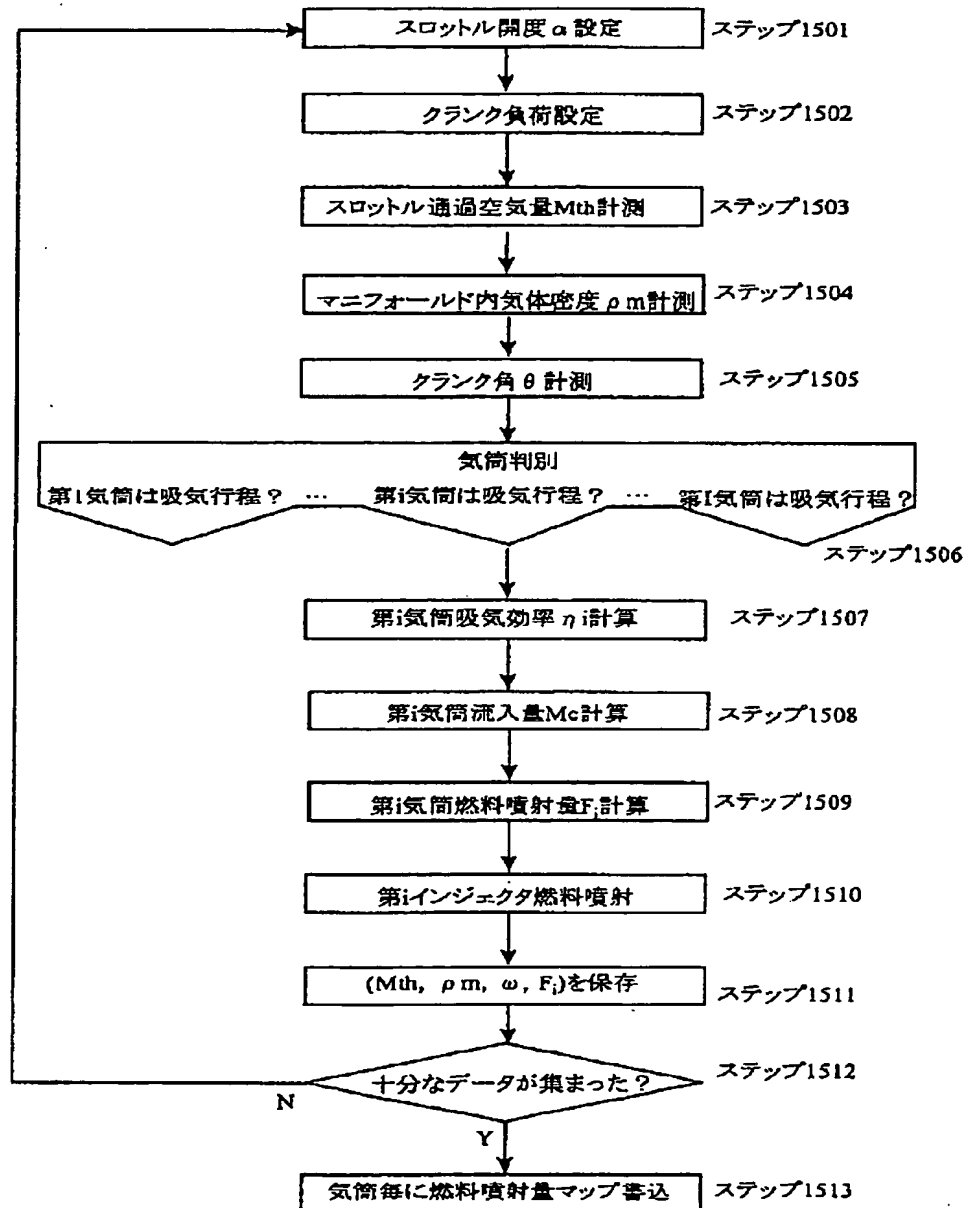 スロットル開度α設定 ステップ1501
クランク負荷設定 ステップ1502
スロットル通過空気量Mth計測 ステップ1503
マニフォールド内気体密度ρm計測 ステップ1504
クランク角θ計測 ステップ1505
気筒判別
第1気筒は吸気行程? … 第i気筒は吸気行程? … 第I気筒は吸気行程?
ステップ1506
第i気筒吸気効率ηi計算 ステップ1507
第i気筒流入量Mc計算 ステップ1508
第i気筒燃料噴射量Fi計算 ステップ1509
第iインジェクタ燃料噴射 ステップ1510
(Mth, ρm, ω, Fi)を保存 ステップ1511
十分なデータが集まった? ステップ1512
N
Y
気筒毎に燃料噴射量マップ書込 ステップ1513